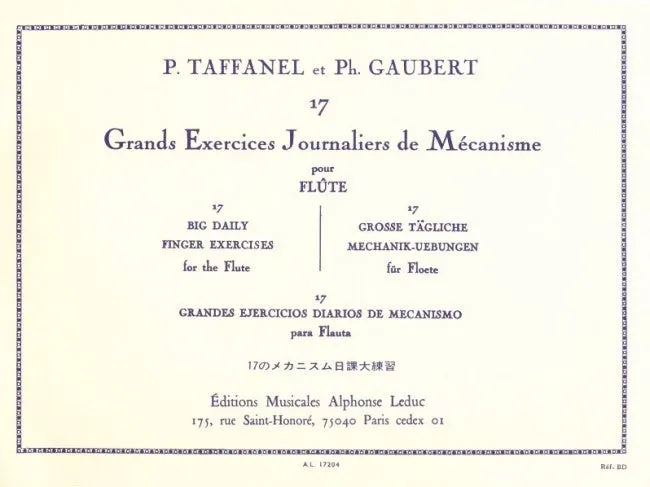 P. TAFFANEL et Ph. GAUBERT
17
Grands Exercices Journaliers de Mécanisme
pour
FLÛTE
17
BIG DAILY
FINGER EXERCISES
for the Flute
17
GROSSE TÄGLICHE
MECHANIK-UEBUNGEN
für Floete
17
GRANDES EJERCICIOS DIARIOS DE MECANISMO
para Flauta
17のメカニスム日課大練習
Éditions Musicales Alphonse Leduc
175, rue Saint-Honoré, 75040 Paris cedex 01
A.L. 17204
Réf. BD